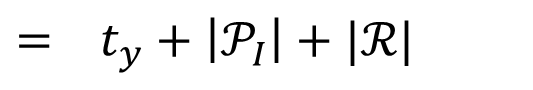 = t_y + |𝒫_I| + |ℛ|